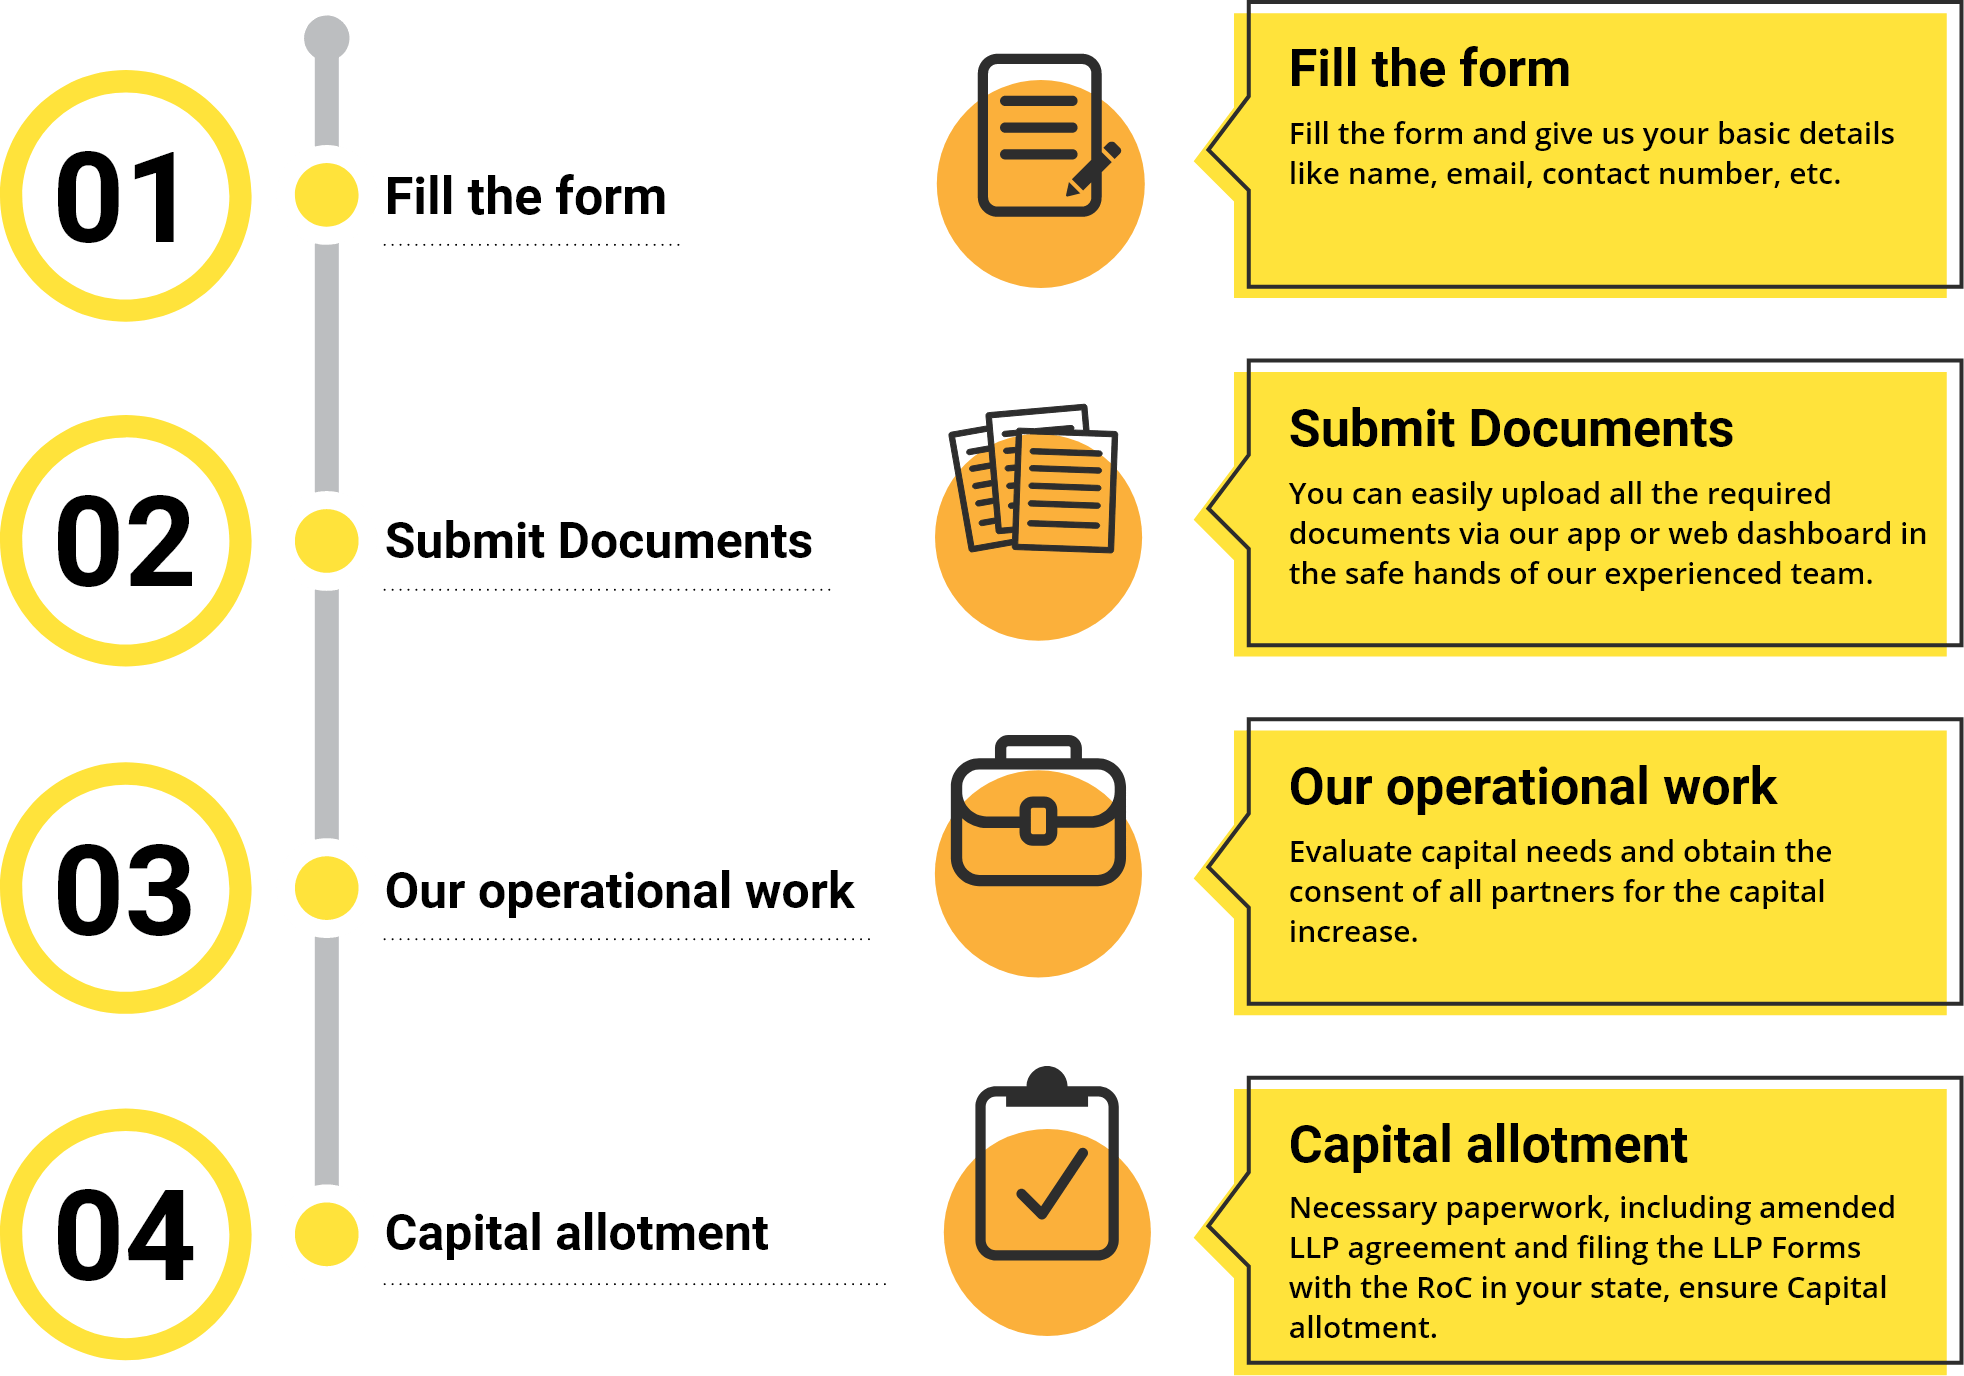 01
Fill the form
Fill the form
Fill the form and give us your basic details
like name, email, contact number, etc.
02
Submit Documents
Submit Documents
You can easily upload all the required
documents via our app or web dashboard in
the safe hands of our experienced team.
03
Our operational work
Our operational work
Evaluate capital needs and obtain the
consent of all partners for the capital
increase.
04
Capital allotment
Capital allotment
Necessary paperwork, including amended
LLP agreement and filing the LLP Forms
with the RoC in your state, ensure Capital
allotment.